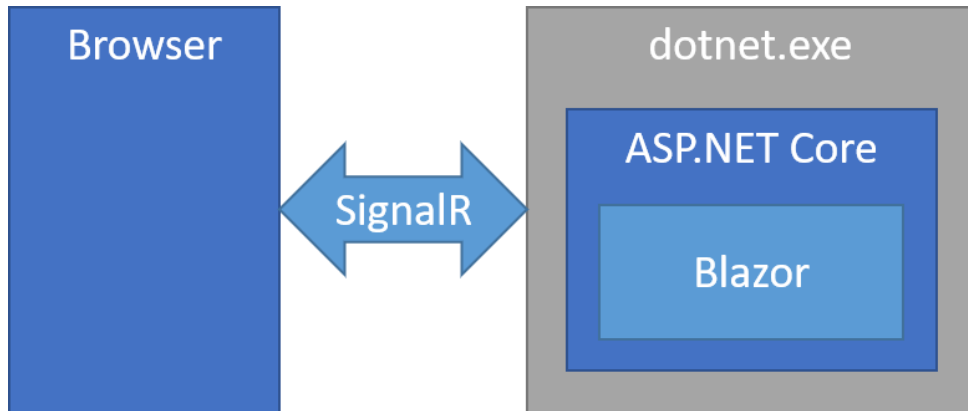 Browser
dotnet.exe
ASP.NET Core
SignalR
Blazor